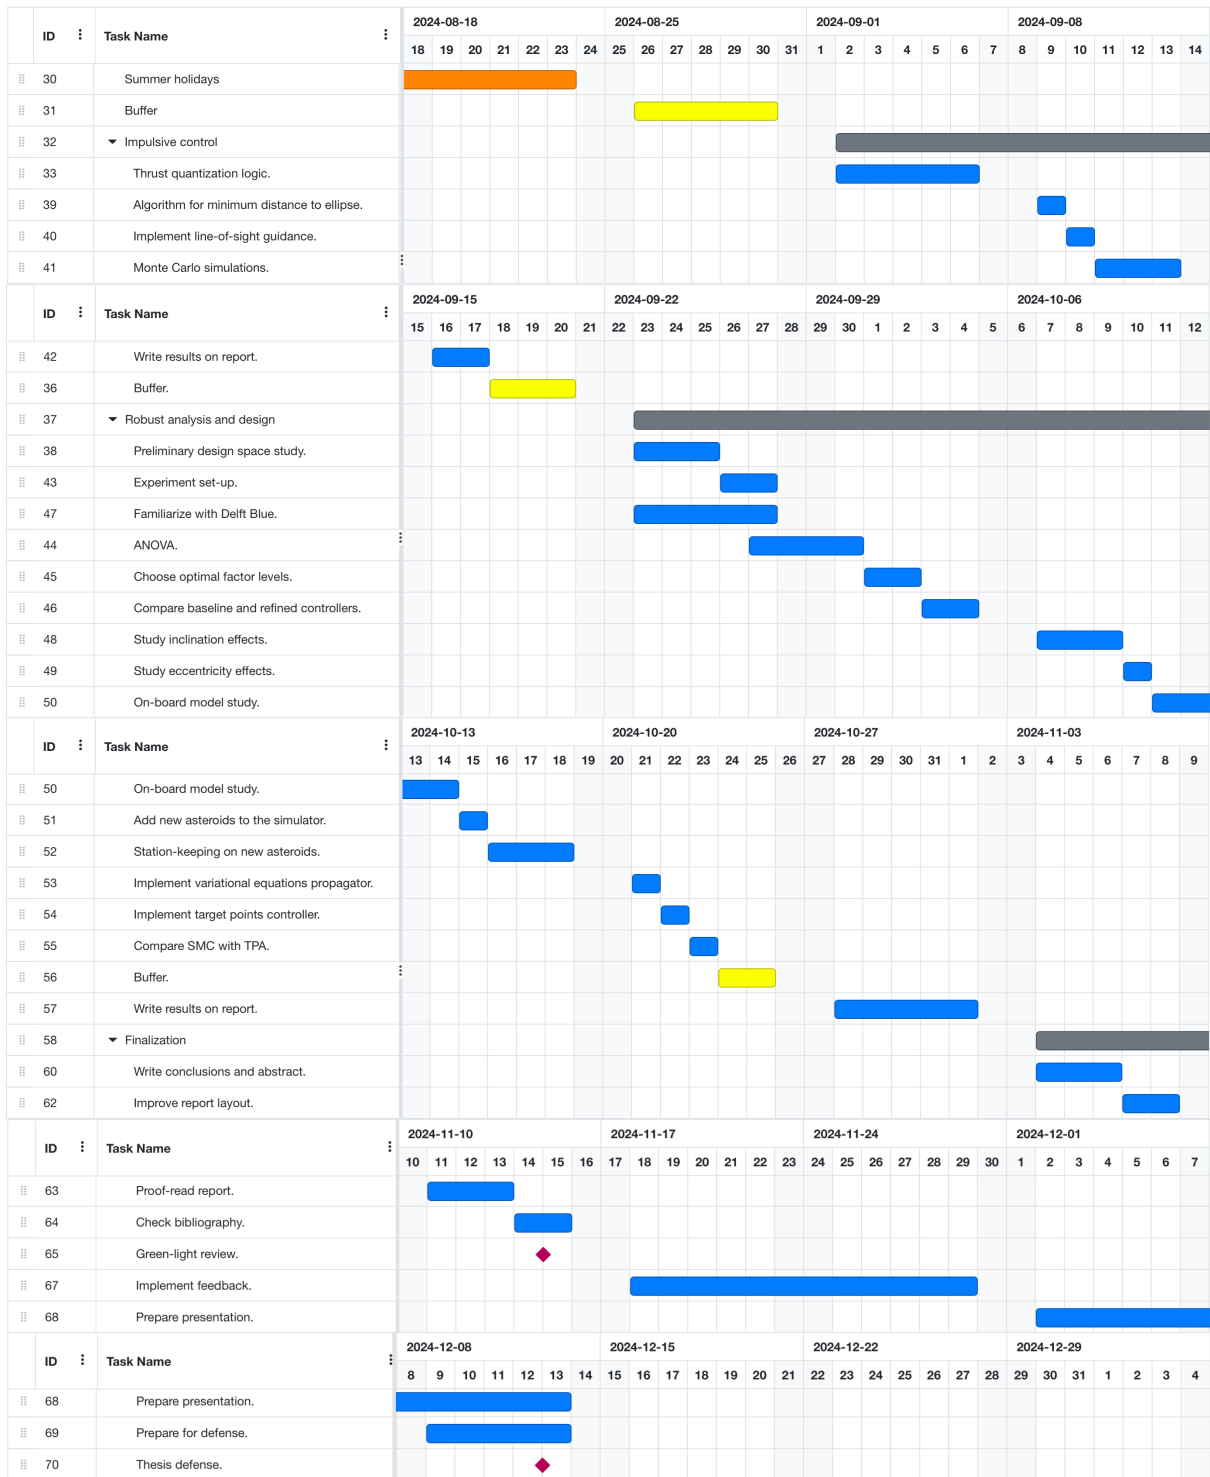 2024-08-18 2024-08-25 2024-09-01 2024-09-08
ID Task Name
18 19 20 21 22 23 24 25 26 27 28 29 30 31 1 2 3 4 5 6 7 8 9 10 11 12 13 14
30 Summer holidays
31 Buffer
32 Impulsive control
33 Thrust quantization logic.
39 Algorithm for minimum distance to ellipse.
40 Implement line-of-sight guidance.
41 Monte Carlo simulations.
2024-09-15 2024-09-22 2024-09-29 2024-10-06
ID Task Name
15 16 17 18 19 20 21 22 23 24 25 26 27 28 29 30 1 2 3 4 5 6 7 8 9 10 11 12
42 Write results on report.
36 Buffer.
37 Robust analysis and design
38 Preliminary design space study.
43 Experiment set-up.
47 Familiarize with Delft Blue.
44 ANOVA.
45 Choose optimal factor levels.
46 Compare baseline and refined controllers.
48 Study inclination effects.
49 Study eccentricity effects.
50 On-board model study.
2024-10-13 2024-10-20 2024-10-27 2024-11-03
ID Task Name
13 14 15 16 17 18 19 20 21 22 23 24 25 26 27 28 29 30 31 1 2 3 4 5 6 7 8 9
50 On-board model study.
51 Add new asteroids to the simulator.
52 Station-keeping on new asteroids.
53 Implement variational equations propagator.
54 Implement target points controller.
55 Compare SMC with TPA.
56 Buffer.
57 Write results on report.
58 Finalization
60 Write conclusions and abstract.
62 Improve report layout.
2024-11-10 2024-11-17 2024-11-24 2024-12-01
ID Task Name
10 11 12 13 14 15 16 17 18 19 20 21 22 23 24 25 26 27 28 29 30 1 2 3 4 5 6 7
63 Proof-read report.
64 Check bibliography.
65 Green-light review.
67 Implement feedback.
68 Prepare presentation.
2024-12-08 2024-12-15 2024-12-22 2024-12-29
ID Task Name
8 9 10 11 12 13 14 15 16 17 18 19 20 21 22 23 24 25 26 27 28 29 30 31 1 2 3 4
68 Prepare presentation.
69 Prepare for defense.
70 Thesis defense.